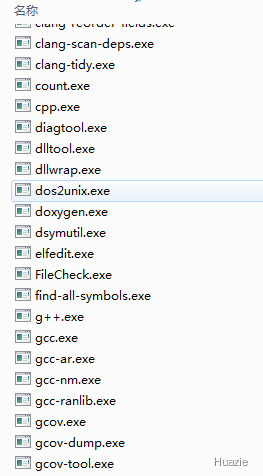 名称
clang-reorder-fields.exe
clang-scan-deps.exe
clang-tidy.exe
count.exe
cpp.exe
diagtool.exe
dlltool.exe
dllwrap.exe
dos2unix.exe
doxygen.exe
dsymutil.exe
elfedit.exe
FileCheck.exe
find-all-symbols.exe
g++.exe
gcc.exe
gcc-ar.exe
gcc-nm.exe
gcc-ranlib.exe
gcov.exe
gcov-dump.exe
gcov-tool.exe
Huazie